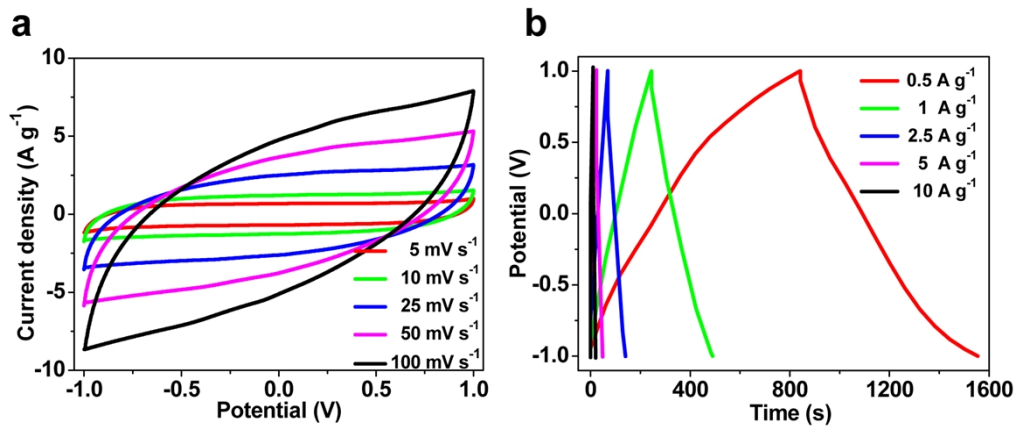 a
Current density (A g⁻¹)
10
5
0
-5
-10
-1.0 -0.5 0.0 0.5 1.0
Potential (V)
5 mV s⁻¹
10 mV s⁻¹
25 mV s⁻¹
50 mV s⁻¹
100 mV s⁻¹
b
Potential (V)
1.0
0.5
0.0
-0.5
-1.0
0 400 800 1200 1600
Time (s)
0.5 A g⁻¹
1 A g⁻¹
2.5 A g⁻¹
5 A g⁻¹
10 A g⁻¹